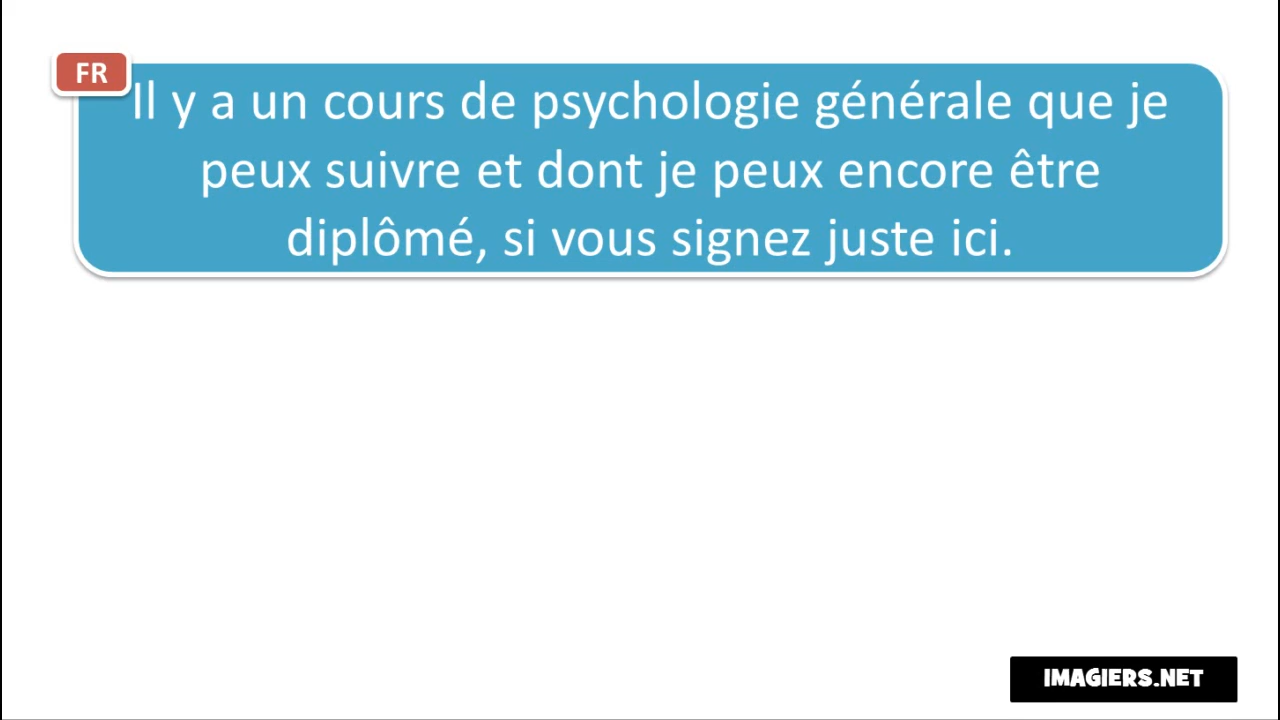 FR
Il y a un cours de psychologie générale que je
peux suivre et dont je peux encore être
diplômé, si vous signez juste ici.
IMAGIERS.NET